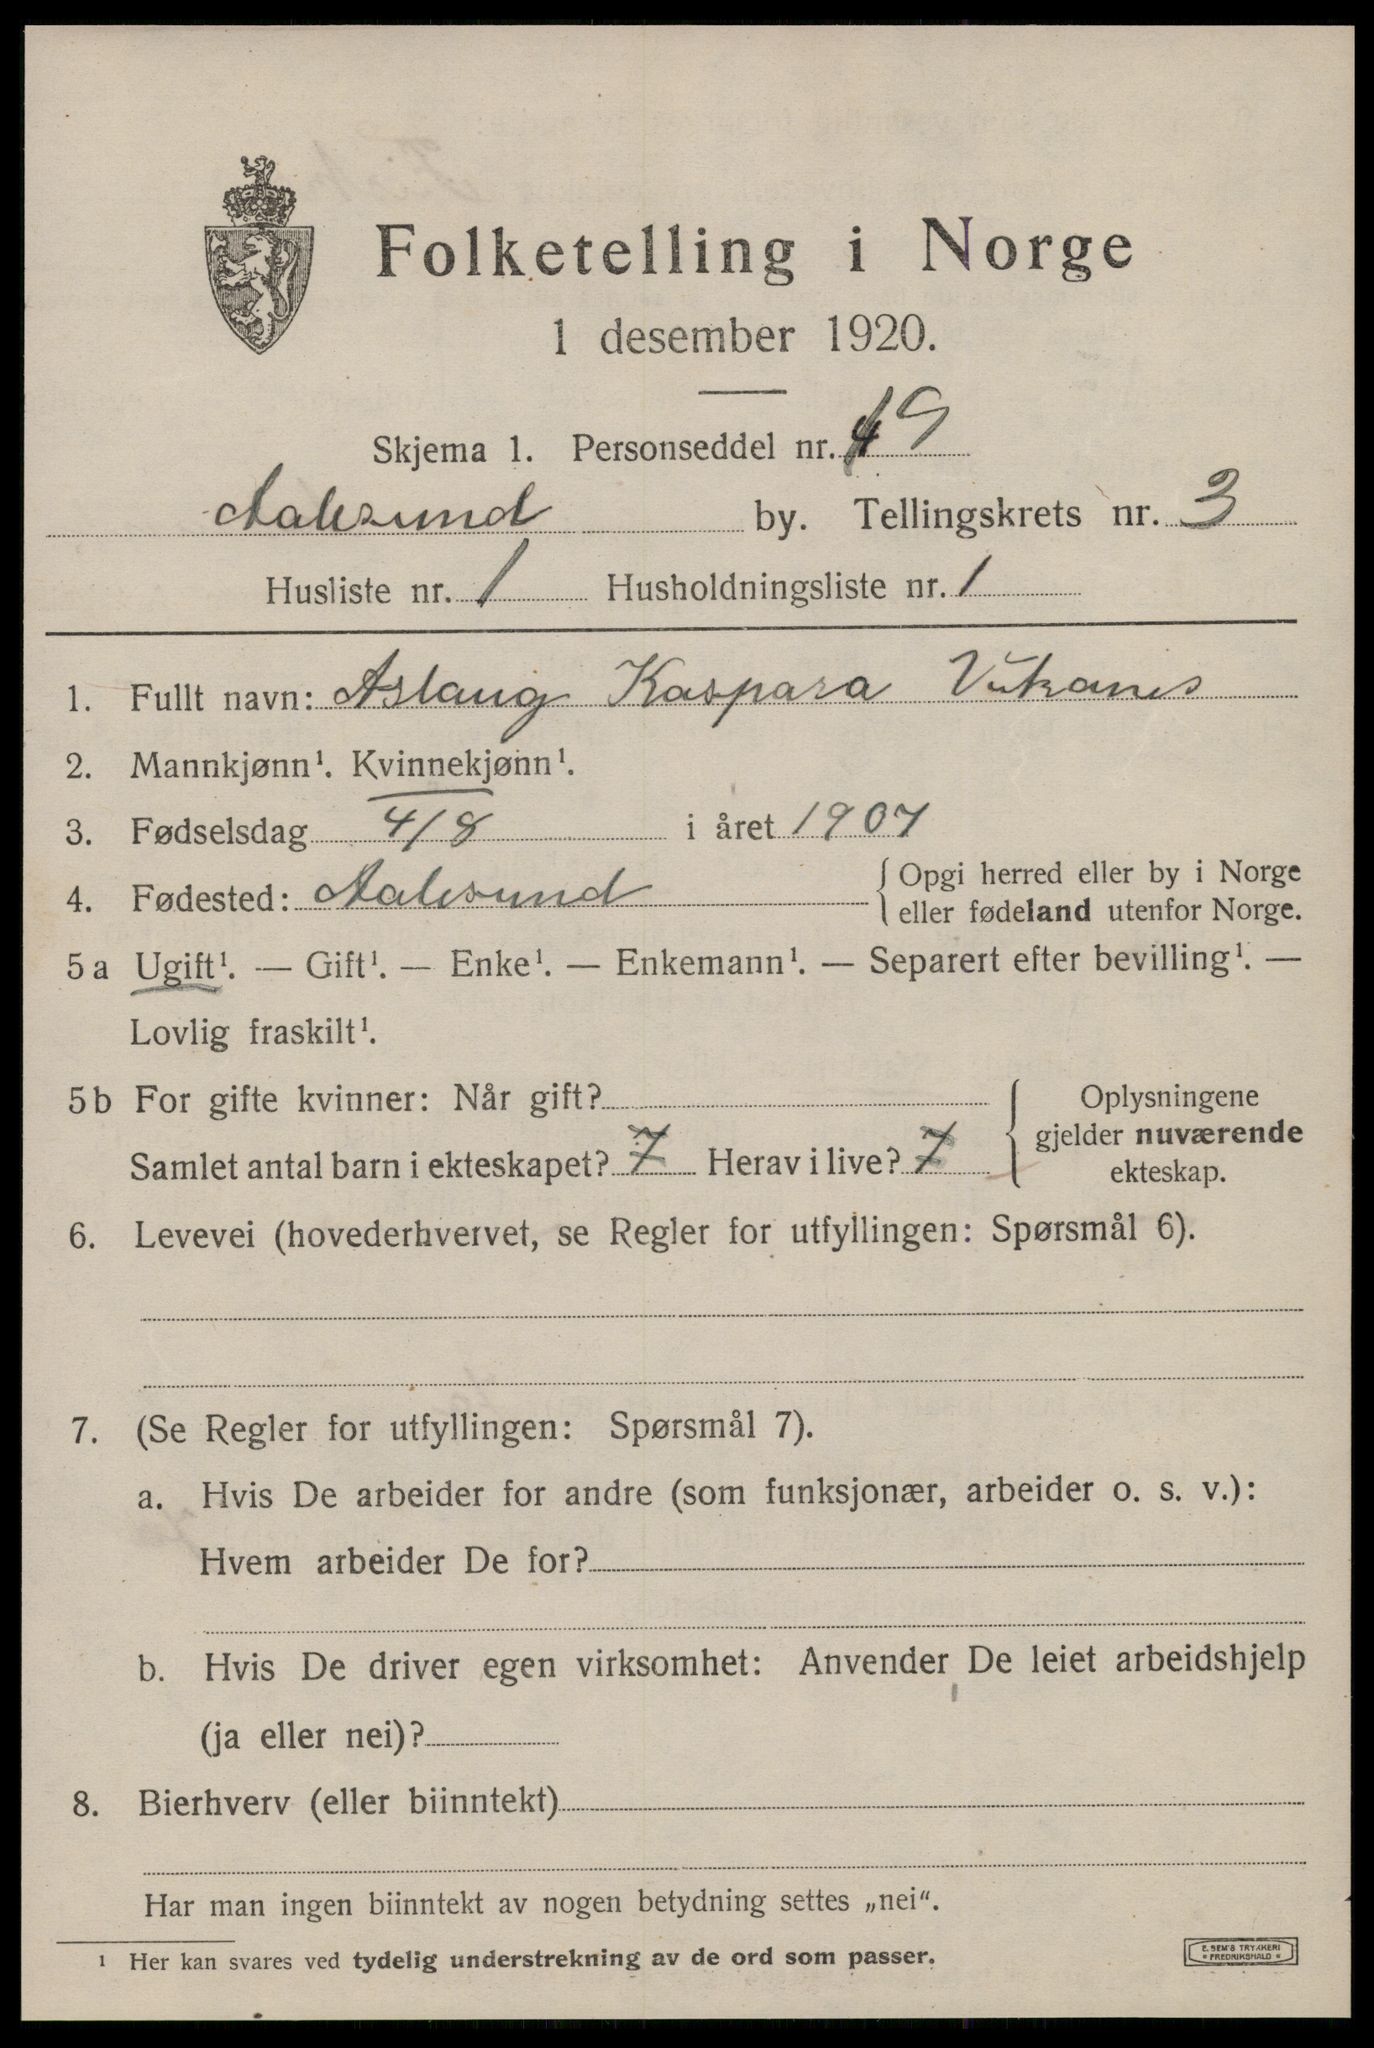 Folketelling i Norge
1 desember 1920.
Skjema 1. Personseddel nr. 9
Aalesund by. Tellingskrets nr. 3
Husliste nr. 1 Husholdningsliste nr. 1
1. Fullt navn: Aslaug Kaspara
2. Mannkjønn¹. Kvinnekjønn¹.
3. Fødselsdag 4/8 i året 1907
4. Fødested: Aalesund { Opgi herred eller by i Norge
eller fødeland utenfor Norge.
5a Ugift¹. — Gift¹. — Enke¹. — Enkemann¹. — Separert efter bevilling¹. —
Lovlig fraskilt¹.
5b For gifte kvinner: Når gift? { Oplysningene
gjelder nuværende
ekteskap.
Samlet antal barn i ekteskapet? 7 Herav i live? 7
6. Levevei (hovederhvervet, se Regler for utfyllingen: Spørsmål 6).
7. (Se Regler for utfyllingen: Spørsmål 7).
a. Hvis De arbeider for andre (som funksjonær, arbeider o. s. v.):
Hvem arbeider De for?
b. Hvis De driver egen virksomhet: Anvender De leiet arbeidshjelp
(ja eller nei)?
8. Bierhverv (eller biinntekt)
Har man ingen biinntekt av nogen betydning settes „nei“.
¹ Her kan svares ved tydelig understrekning av de ord som passer.
E. SEM'S TRYKKERI
FREDRIKSHALD